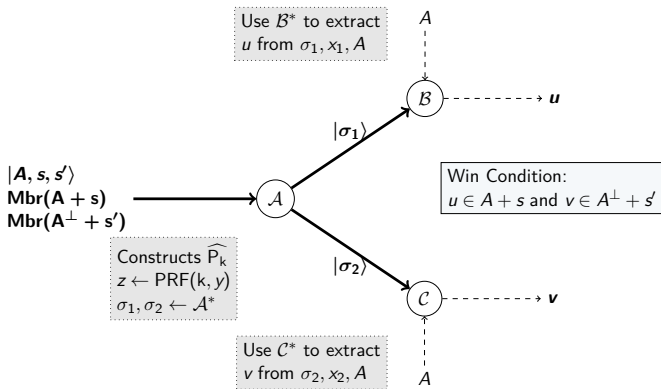 Use ℬ* to extract
u from σ₁, x₁, A
A
ℬ
u
|σ₁⟩
|A, s, s′⟩
Mbr(A + s)
Mbr(A⊥ + s′)
𝒜
Win Condition:
u ∈ A + s and v ∈ A⊥ + s′
Constructs P̂ₖ
z ← PRF(k, y)
σ₁, σ₂ ← 𝒜*
|σ₂⟩
𝒞
v
Use 𝒞* to extract
v from σ₂, x₂, A
A